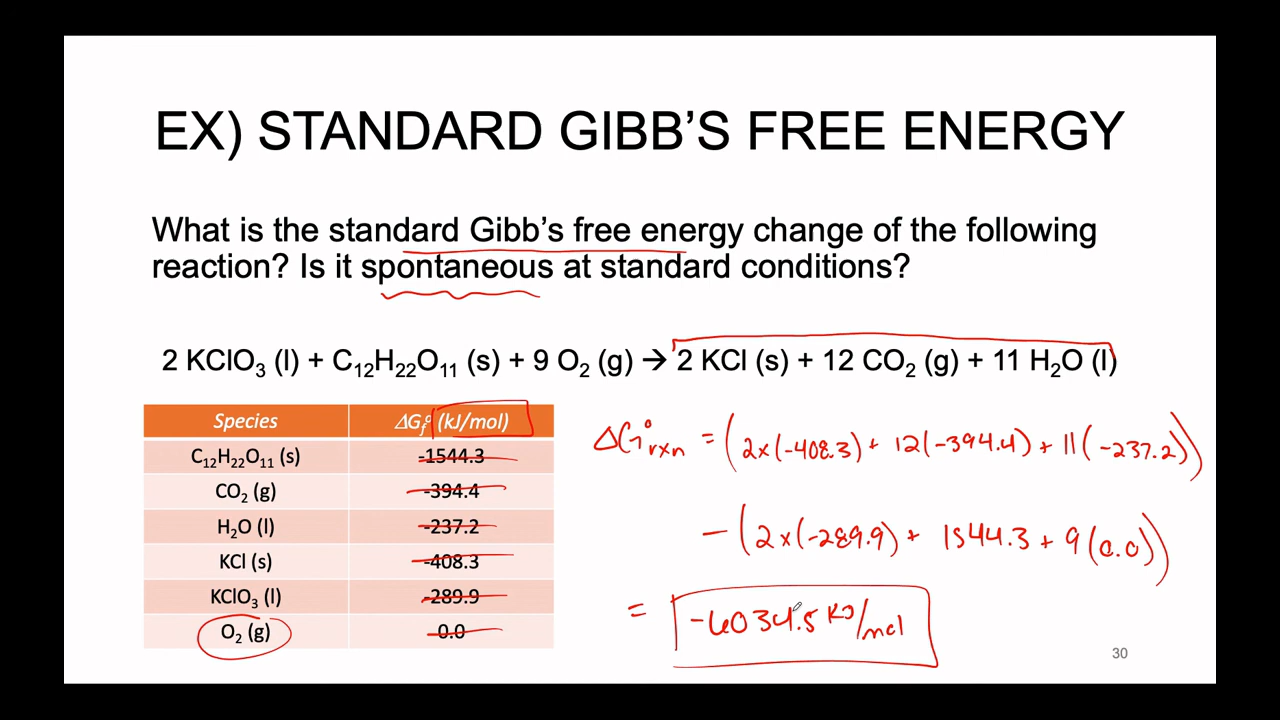 EX) STANDARD GIBB'S FREE ENERGY
What is the standard Gibb's free energy change of the following
reaction? Is it spontaneous at standard conditions?
2 KClO₃ (l) + C₁₂H₂₂O₁₁ (s) + 9 O₂ (g) → 2 KCl (s) + 12 CO₂ (g) + 11 H₂O (l)
Species ΔG_f° (kJ/mol)
C₁₂H₂₂O₁₁ (s) -1544.3
CO₂ (g) -394.4
H₂O (l) -237.2
KCl (s) -408.3
KClO₃ (l) -289.9
O₂ (g) 0.0
ΔG°rxn = (2x(-408.3) + 12(-394.4) + 11(-237.2))
- (2x(-289.9) + 1544.3 + 9(0.0))
= -6034.5 kJ/mol
30